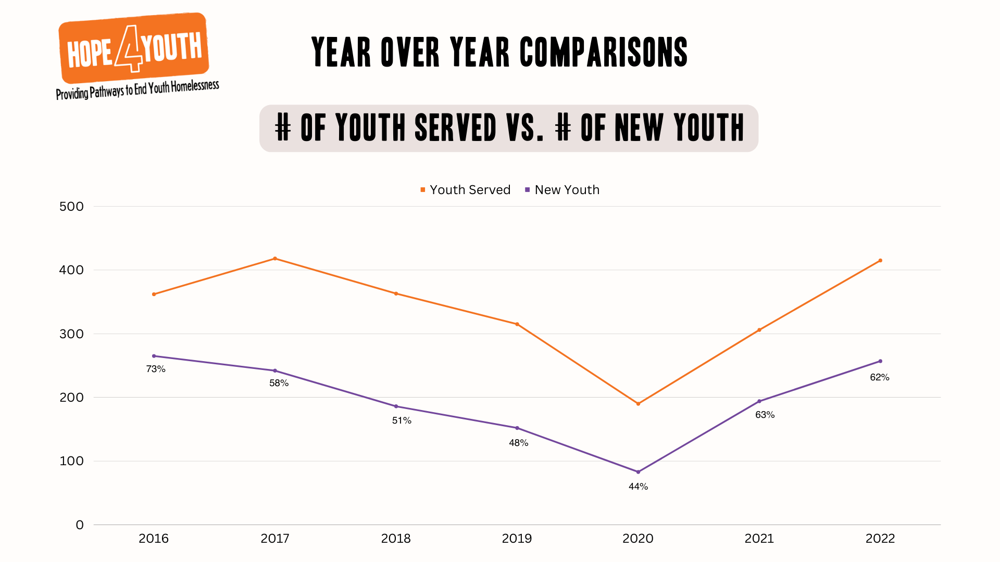 HOPE 4 YOUTH
Providing Pathways to End Youth Homelessness
YEAR OVER YEAR COMPARISONS
# OF YOUTH SERVED VS. # OF NEW YOUTH
Youth Served New Youth
500
400
300
200
100
0
73%
58%
51%
48%
44%
63%
62%
2016 2017 2018 2019 2020 2021 2022